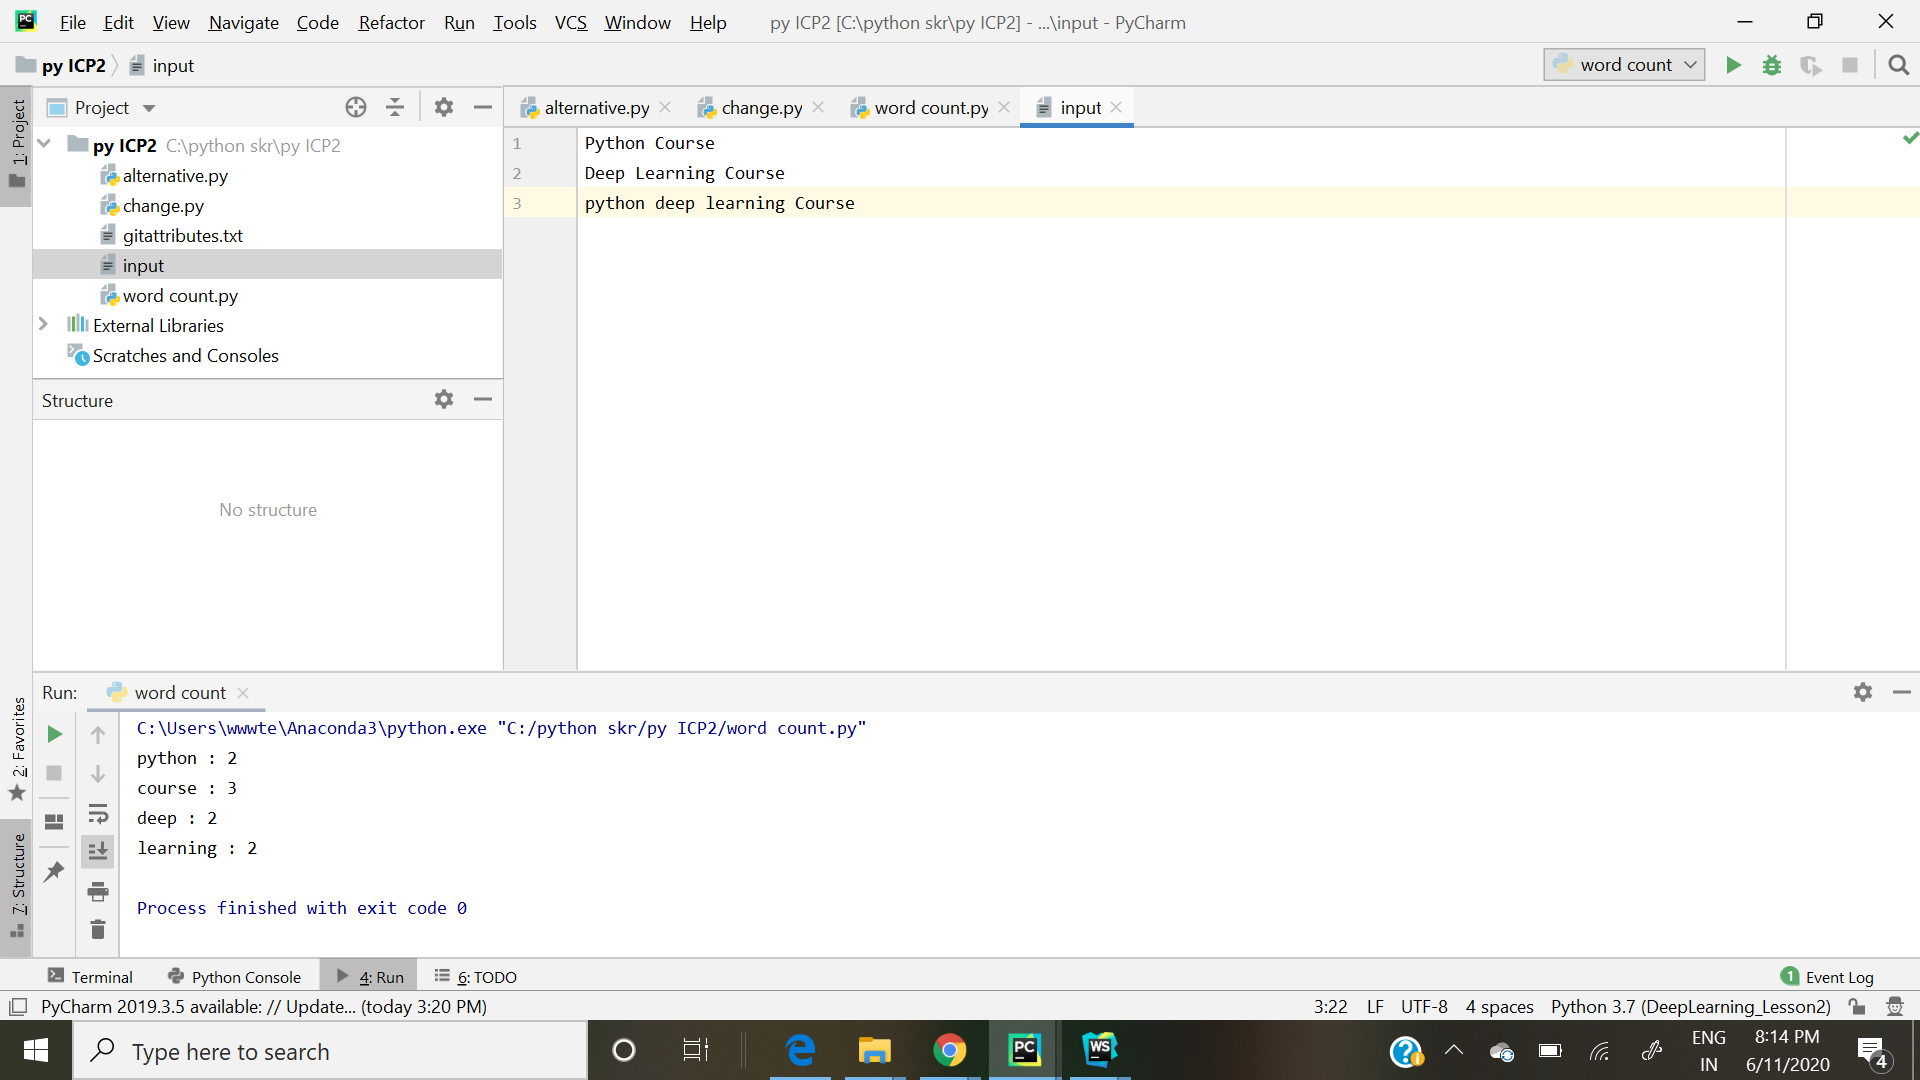 File Edit View Navigate Code Refactor Run Tools VCS Window Help py ICP2 [C:\python skr\py ICP2] - ...\input - PyCharm
py ICP2 input
word count
1: Project
Project
alternative.py change.py word count.py input
py ICP2 C:\python skr\py ICP2
alternative.py
change.py
gitattributes.txt
input
word count.py
External Libraries
Scratches and Consoles
1 Python Course
2 Deep Learning Course
3 python deep learning Course
Structure
No structure
2: Favorites
7: Structure
Run: word count
C:\Users\wwwte\Anaconda3\python.exe "C:/python skr/py ICP2/word count.py"
python : 2
course : 3
deep : 2
learning : 2
Process finished with exit code 0
Terminal Python Console 4: Run 6: TODO 1 Event Log
PyCharm 2019.3.5 available: // Update... (today 3:20 PM) 3:22 LF UTF-8 4 spaces Python 3.7 (DeepLearning_Lesson2)
Type here to search
PC WS
ENG
IN
8:14 PM
6/11/2020
4